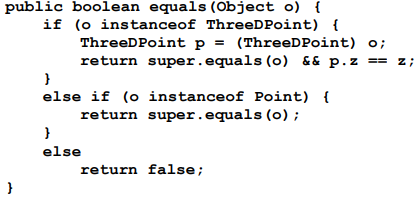 public boolean equals(Object o) {
    if (o instanceof ThreeDPoint) {
        ThreeDPoint p = (ThreeDPoint) o;
        return super.equals(o) && p.z == z;
    }
    else if (o instanceof Point) {
        return super.equals(o);
    }
    else
        return false;
}